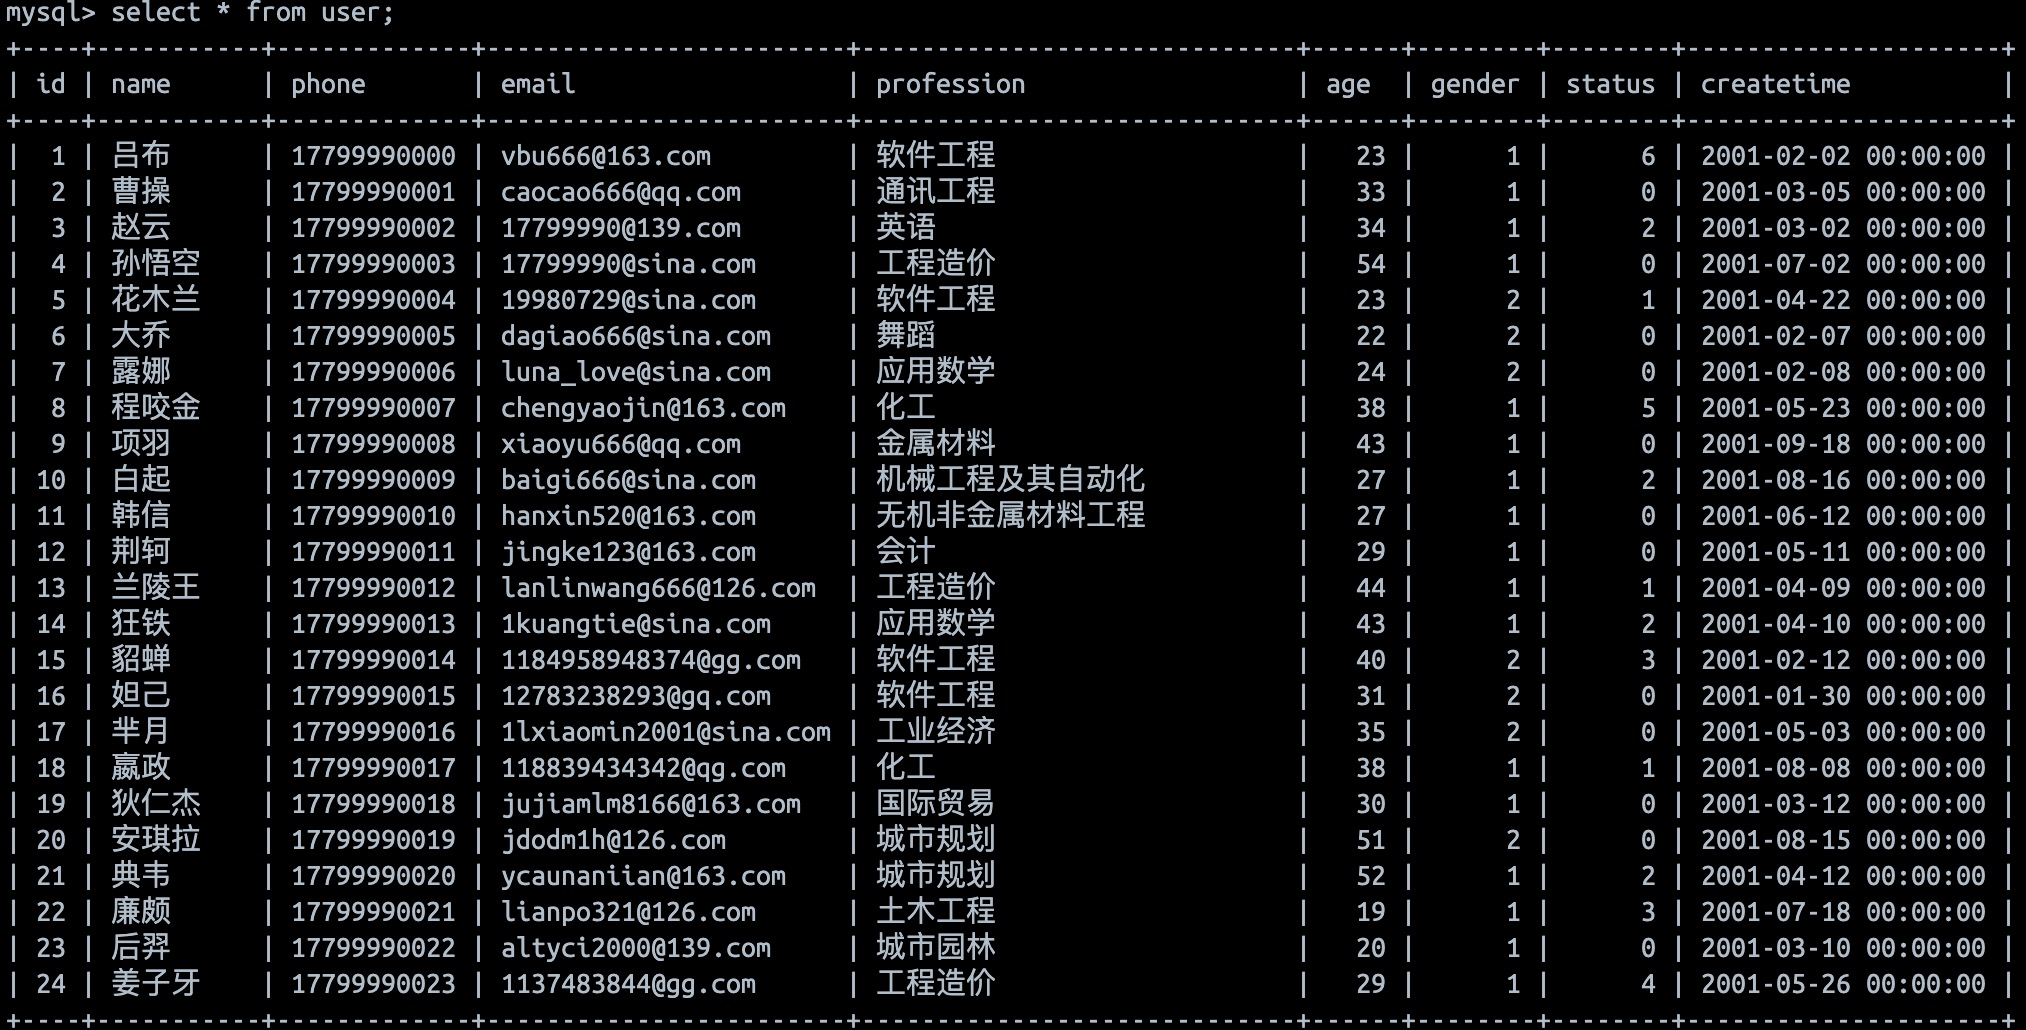 mysql> select * from user;
+----+-----------+-------------+------------------------+-----------------------------+------+--------+--------+---------------------+
| id | name | phone | email | profession | age | gender | status | createtime |
+----+-----------+-------------+------------------------+-----------------------------+------+--------+--------+---------------------+
| 1 | 吕布 | 17799990000 | vbu666@163.com | 软件工程 | 23 | 1 | 6 | 2001-02-02 00:00:00 |
| 2 | 曹操 | 17799990001 | caocao666@qq.com | 通讯工程 | 33 | 1 | 0 | 2001-03-05 00:00:00 |
| 3 | 赵云 | 17799990002 | 17799990@139.com | 英语 | 34 | 1 | 2 | 2001-03-02 00:00:00 |
| 4 | 孙悟空 | 17799990003 | 17799990@sina.com | 工程造价 | 54 | 1 | 0 | 2001-07-02 00:00:00 |
| 5 | 花木兰 | 17799990004 | 19980729@sina.com | 软件工程 | 23 | 2 | 1 | 2001-04-22 00:00:00 |
| 6 | 大乔 | 17799990005 | dagiao666@sina.com | 舞蹈 | 22 | 2 | 0 | 2001-02-07 00:00:00 |
| 7 | 露娜 | 17799990006 | luna_love@sina.com | 应用数学 | 24 | 2 | 0 | 2001-02-08 00:00:00 |
| 8 | 程咬金 | 17799990007 | chengyaojin@163.com | 化工 | 38 | 1 | 5 | 2001-05-23 00:00:00 |
| 9 | 项羽 | 17799990008 | xiaoyu666@qq.com | 金属材料 | 43 | 1 | 0 | 2001-09-18 00:00:00 |
| 10 | 白起 | 17799990009 | baigi666@sina.com | 机械工程及其自动化 | 27 | 1 | 2 | 2001-08-16 00:00:00 |
| 11 | 韩信 | 17799990010 | hanxin520@163.com | 无机非金属材料工程 | 27 | 1 | 0 | 2001-06-12 00:00:00 |
| 12 | 荆轲 | 17799990011 | jingke123@163.com | 会计 | 29 | 1 | 0 | 2001-05-11 00:00:00 |
| 13 | 兰陵王 | 17799990012 | lanlinwang666@126.com | 工程造价 | 44 | 1 | 1 | 2001-04-09 00:00:00 |
| 14 | 狂铁 | 17799990013 | 1kuangtie@sina.com | 应用数学 | 43 | 1 | 2 | 2001-04-10 00:00:00 |
| 15 | 貂蝉 | 17799990014 | 1184958948374@gg.com | 软件工程 | 40 | 2 | 3 | 2001-02-12 00:00:00 |
| 16 | 妲己 | 17799990015 | 12783238293@gq.com | 软件工程 | 31 | 2 | 0 | 2001-01-30 00:00:00 |
| 17 | 芈月 | 17799990016 | 1lxiaomin2001@sina.com | 工业经济 | 35 | 2 | 0 | 2001-05-03 00:00:00 |
| 18 | 嬴政 | 17799990017 | 118839434342@qg.com | 化工 | 38 | 1 | 1 | 2001-08-08 00:00:00 |
| 19 | 狄仁杰 | 17799990018 | jujiamlm8166@163.com | 国际贸易 | 30 | 1 | 0 | 2001-03-12 00:00:00 |
| 20 | 安琪拉 | 17799990019 | jdodm1h@126.com | 城市规划 | 51 | 2 | 0 | 2001-08-15 00:00:00 |
| 21 | 典韦 | 17799990020 | ycaunaniian@163.com | 城市规划 | 52 | 1 | 2 | 2001-04-12 00:00:00 |
| 22 | 廉颇 | 17799990021 | lianpo321@126.com | 土木工程 | 19 | 1 | 3 | 2001-07-18 00:00:00 |
| 23 | 后羿 | 17799990022 | altyci2000@139.com | 城市园林 | 20 | 1 | 0 | 2001-03-10 00:00:00 |
| 24 | 姜子牙 | 17799990023 | 1137483844@gg.com | 工程造价 | 29 | 1 | 4 | 2001-05-26 00:00:00 |
+----+-----------+-------------+------------------------+-----------------------------+------+--------+--------+---------------------+